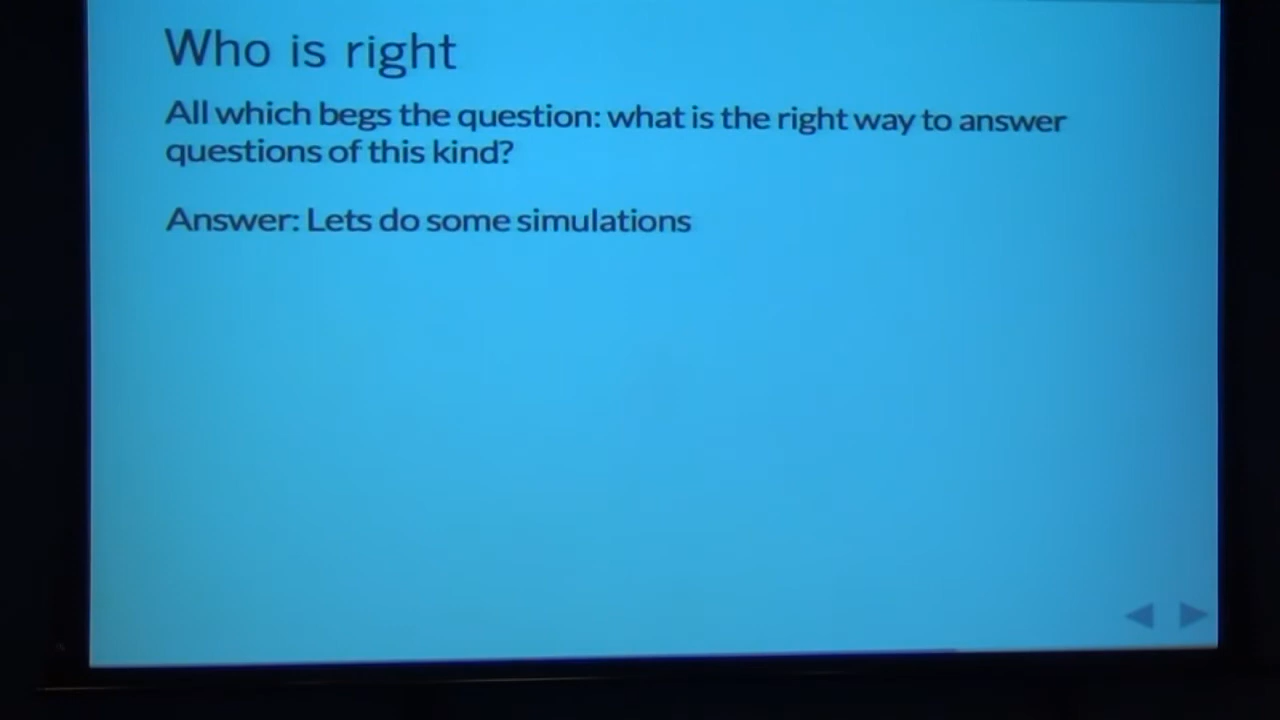 Who is right
All which begs the question: what is the right way to answer
questions of this kind?
Answer: Lets do some simulations